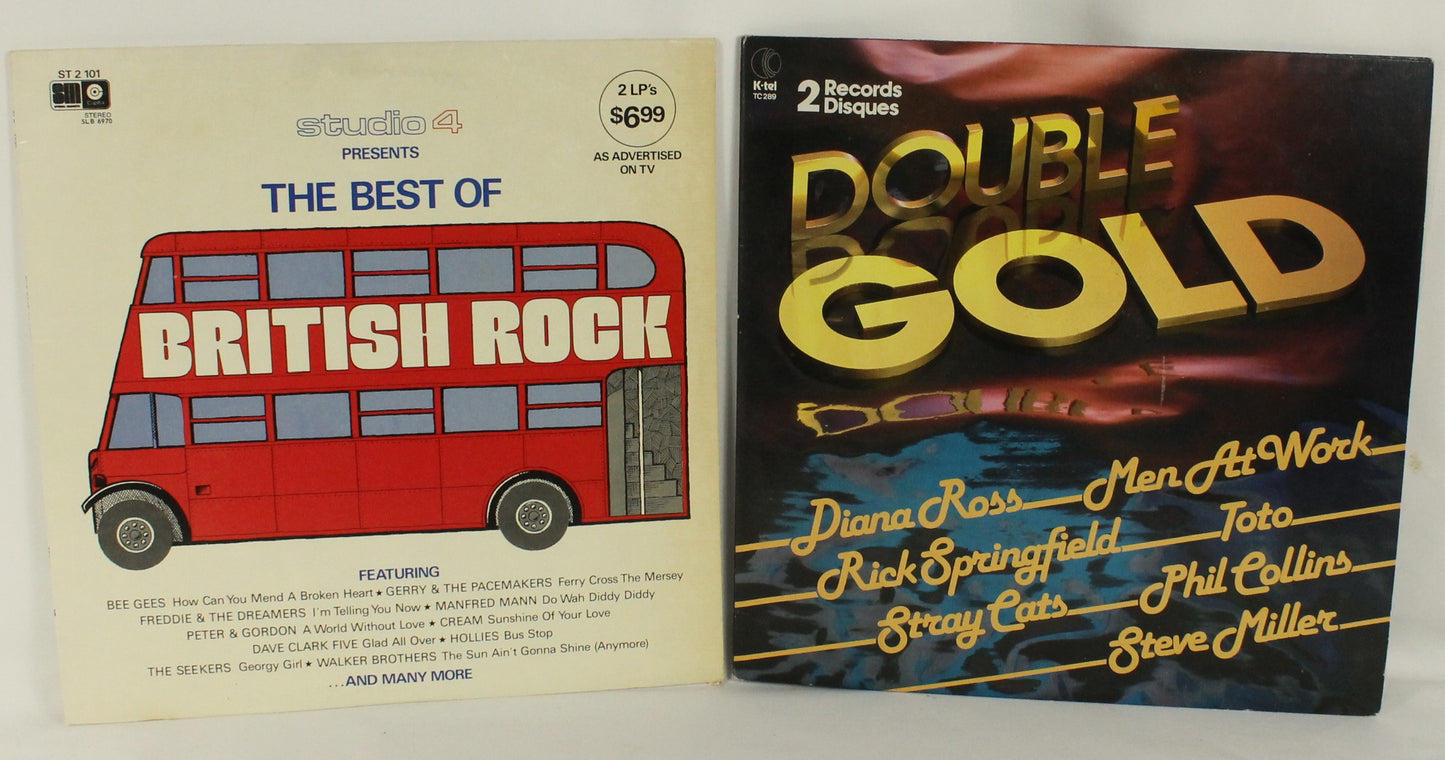 ST 2 101
SM
Capitol
STEREO
SLB 6970
studio 4
PRESENTS
THE BEST OF
2 LP's
$6.99
AS ADVERTISED
ON TV
BRITISH ROCK
FEATURING
BEE GEES How Can You Mend A Broken Heart ★ GERRY & THE PACEMAKERS Ferry Cross The Mersey
FREDDIE & THE DREAMERS I'm Telling You Now ★ MANFRED MANN Do Wah Diddy Diddy
PETER & GORDON A World Without Love ★ CREAM Sunshine Of Your Love
DAVE CLARK FIVE Glad All Over ★ HOLLIES Bus Stop
THE SEEKERS Georgy Girl ★ WALKER BROTHERS The Sun Ain't Gonna Shine (Anymore)
...AND MANY MORE
K-tel
TC 289
2 Records
Disques
DOUBLE
GOLD
Diana Ross
Men At Work
Rick Springfield
Toto
Stray Cats
Phil Collins
Steve Miller